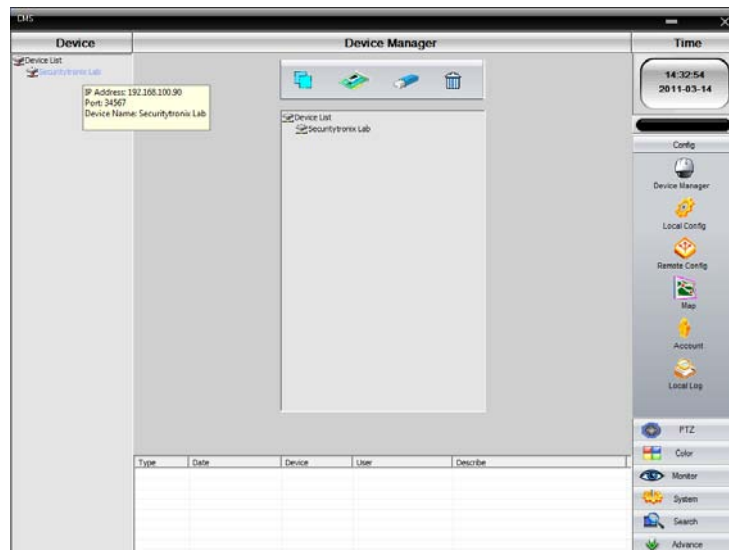 CMS
Device
Device Manager
Time
Device List
Securitytronix Lab
IP Address: 192.168.100.90
Port: 34567
Device Name: Securitytronix Lab
Device List
Securitytronix Lab
14:32:54
2011-03-14
Config
Device Manager
Local Config
Remote Config
Map
Account
Local Log
PTZ
Color
Monitor
System
Search
Advance
Type Date Device User Describe